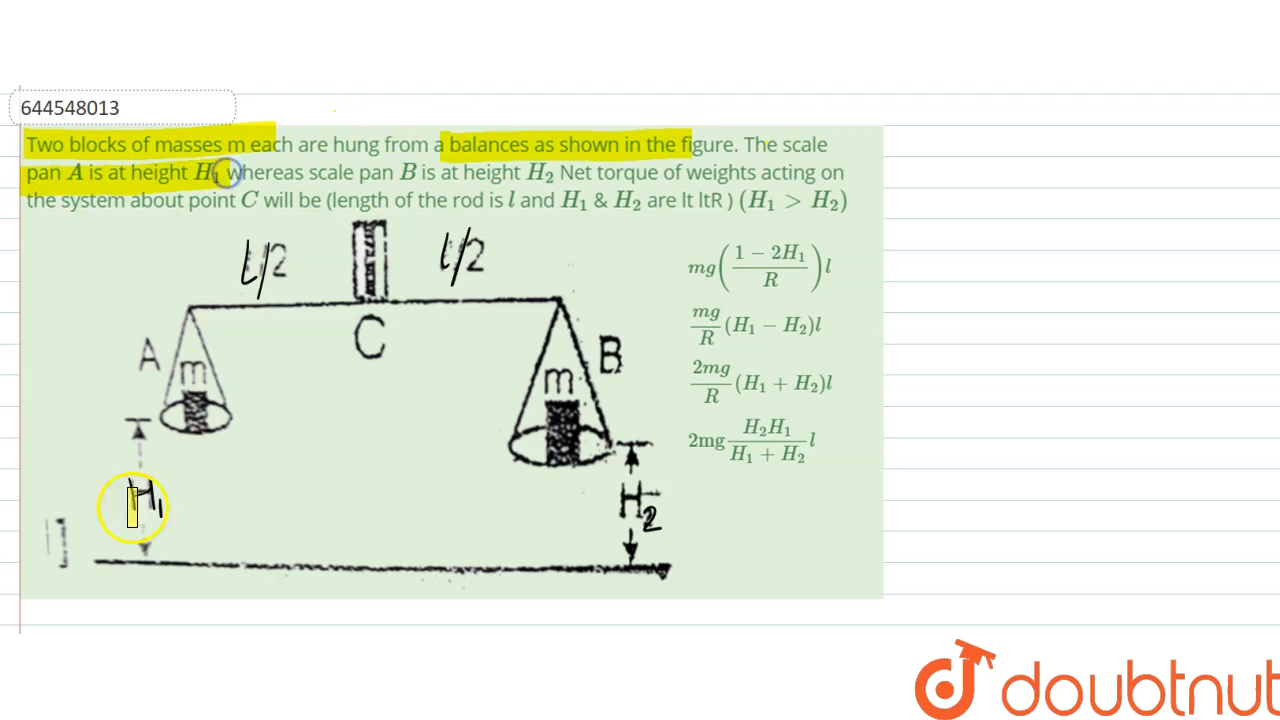 644548013
Two blocks of masses m each are hung from a balances as shown in the figure. The scale
pan A is at height H₁ whereas scale pan B is at height H₂ Net torque of weights acting on
the system about point C will be (length of the rod is l and H₁ & H₂ are lt ltR ) (H₁ > H₂)
l/2 l/2
mg((1 − 2H₁)/R)l
C
mg/R (H₁ − H₂)l
A B
m m
2mg/R (H₁ + H₂)l
2mg H₂H₁/(H₁ + H₂) l
H₁ H₂
doubtnut